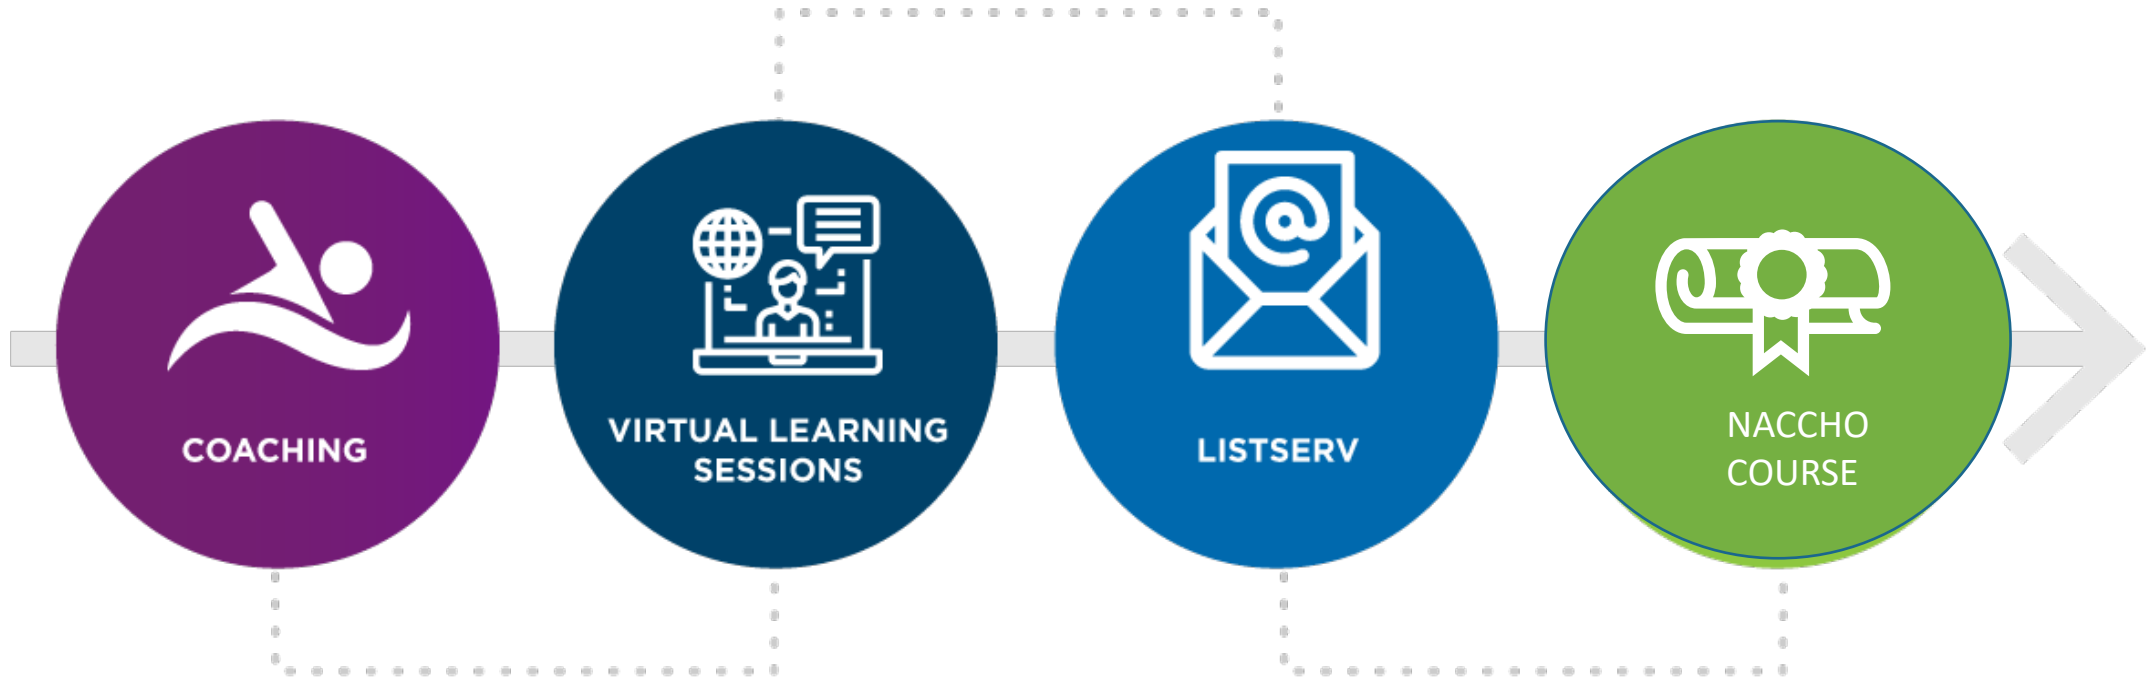 COACHING
VIRTUAL LEARNING
SESSIONS
LISTSERV
NACCHO
COURSE